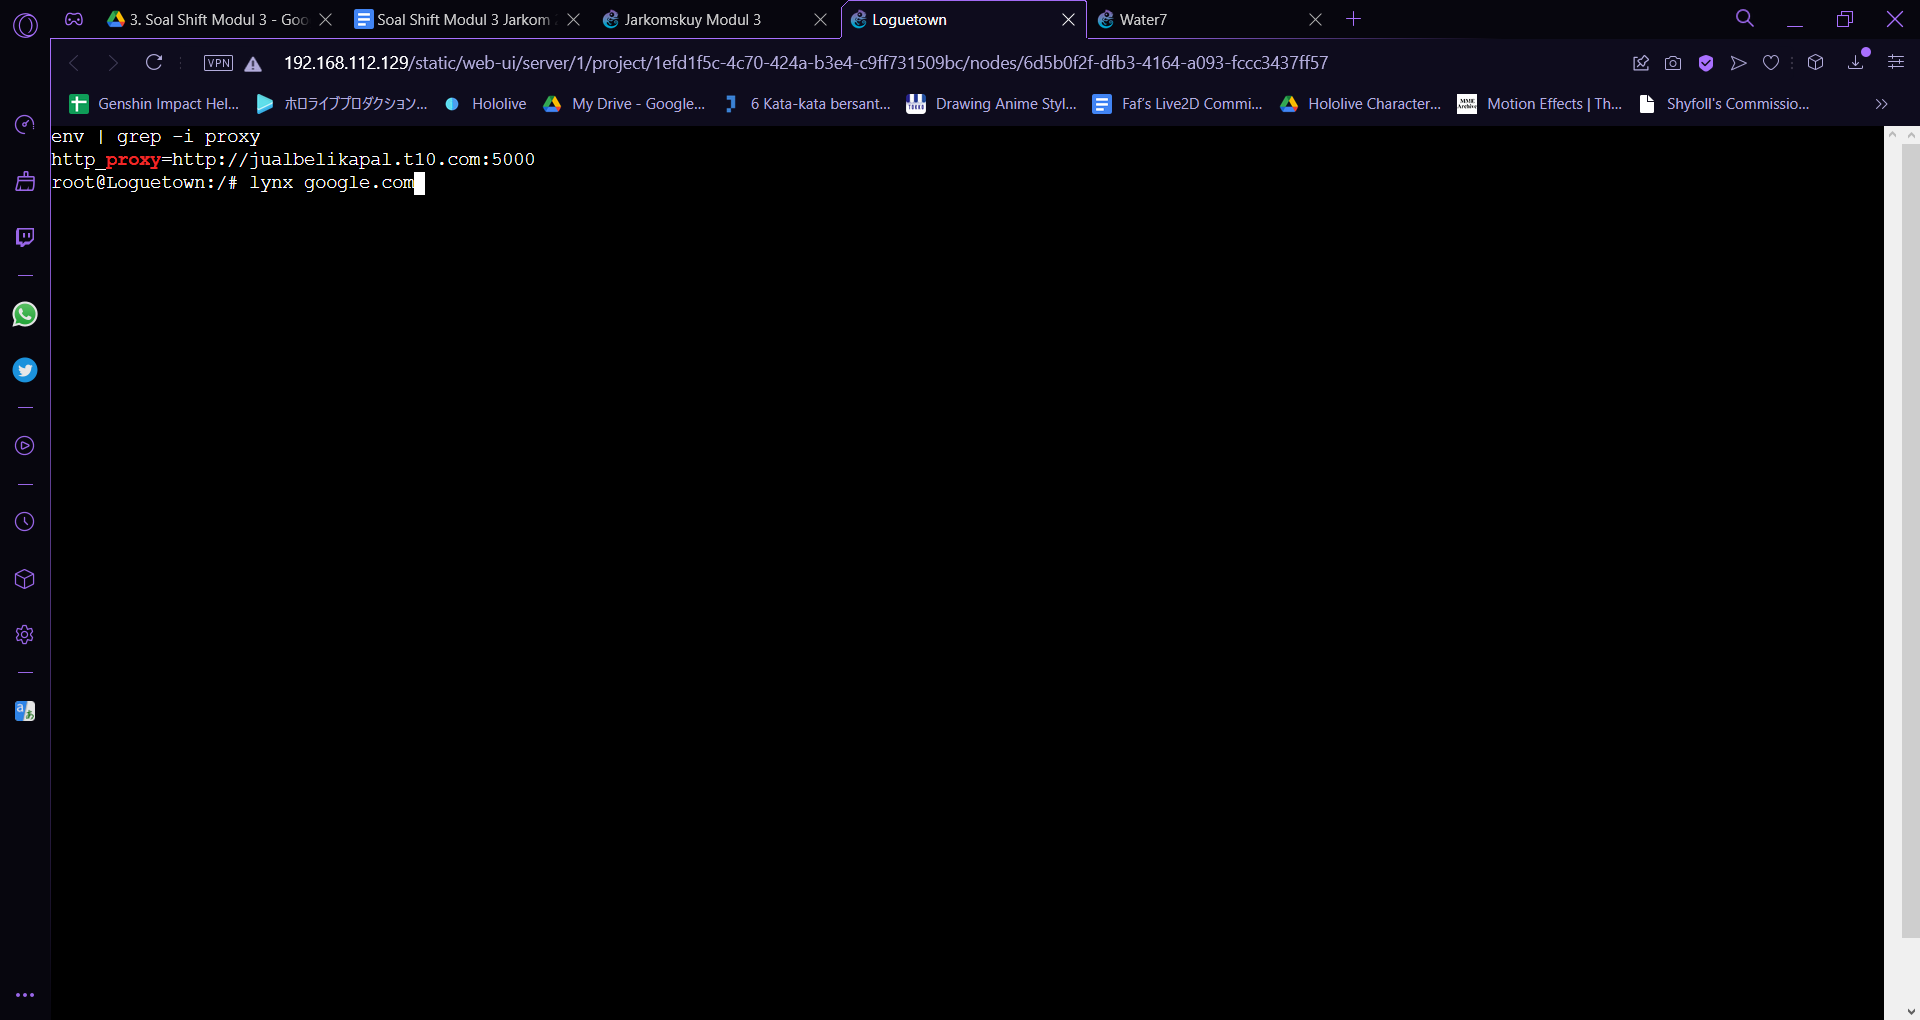 3. Soal Shift Modul 3 - Goo
Soal Shift Modul 3 Jarkom
Jarkomskuy Modul 3
Loguetown
Water7
VPN
192.168.112.129/static/web-ui/server/1/project/1efd1f5c-4c70-424a-b3e4-c9ff731509bc/nodes/6d5b0f2f-dfb3-4164-a093-fccc3437ff57
Genshin Impact Hel...
ホロライブプロダクション...
Hololive
My Drive - Google...
6 Kata-kata bersant...
Drawing Anime Styl...
Faf's Live2D Commi...
Hololive Character...
MME Archive
Motion Effects | Th...
Shyfoll's Commissio...
env | grep -i proxy
http_proxy=http://jualbelikapal.t10.com:5000
root@Loguetown:/# lynx google.com